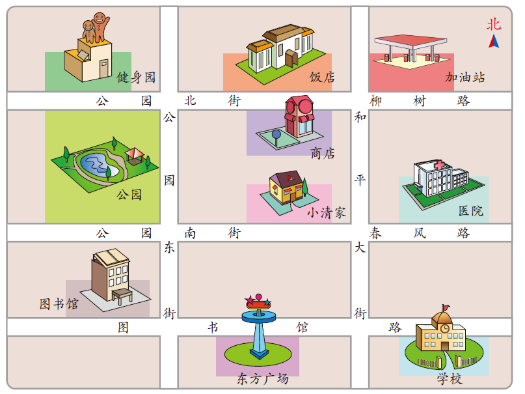 北
健身园
饭店
加油站
公园北街
柳树路
公园东街
和平大街
商店
公园
小清家
医院
公园南街
春风路
图书馆
图书馆路
东方广场
学校